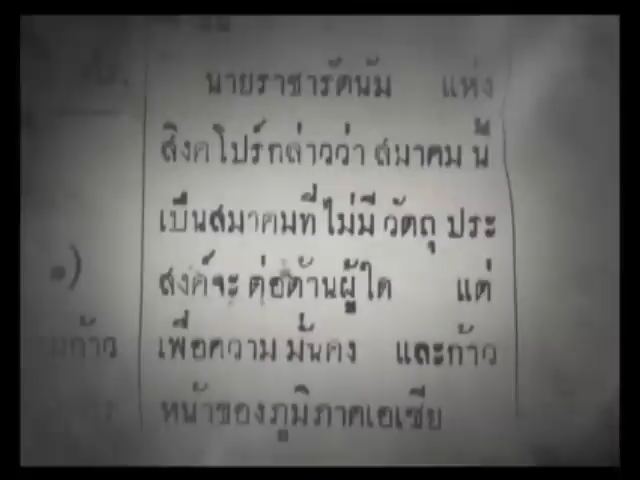 นายราชารัตนัม แห่ง
สิงคโปร์กล่าวว่า สมาคม นี้
เป็นสมาคมที่ ไม่มี วัตถุ ประ
สงค์จะ ต่อต้านผู้ใด แต่
๑)
เพื่อความ มั่นคง และก้าว
หน้าของภูมิภาคเอเซีย